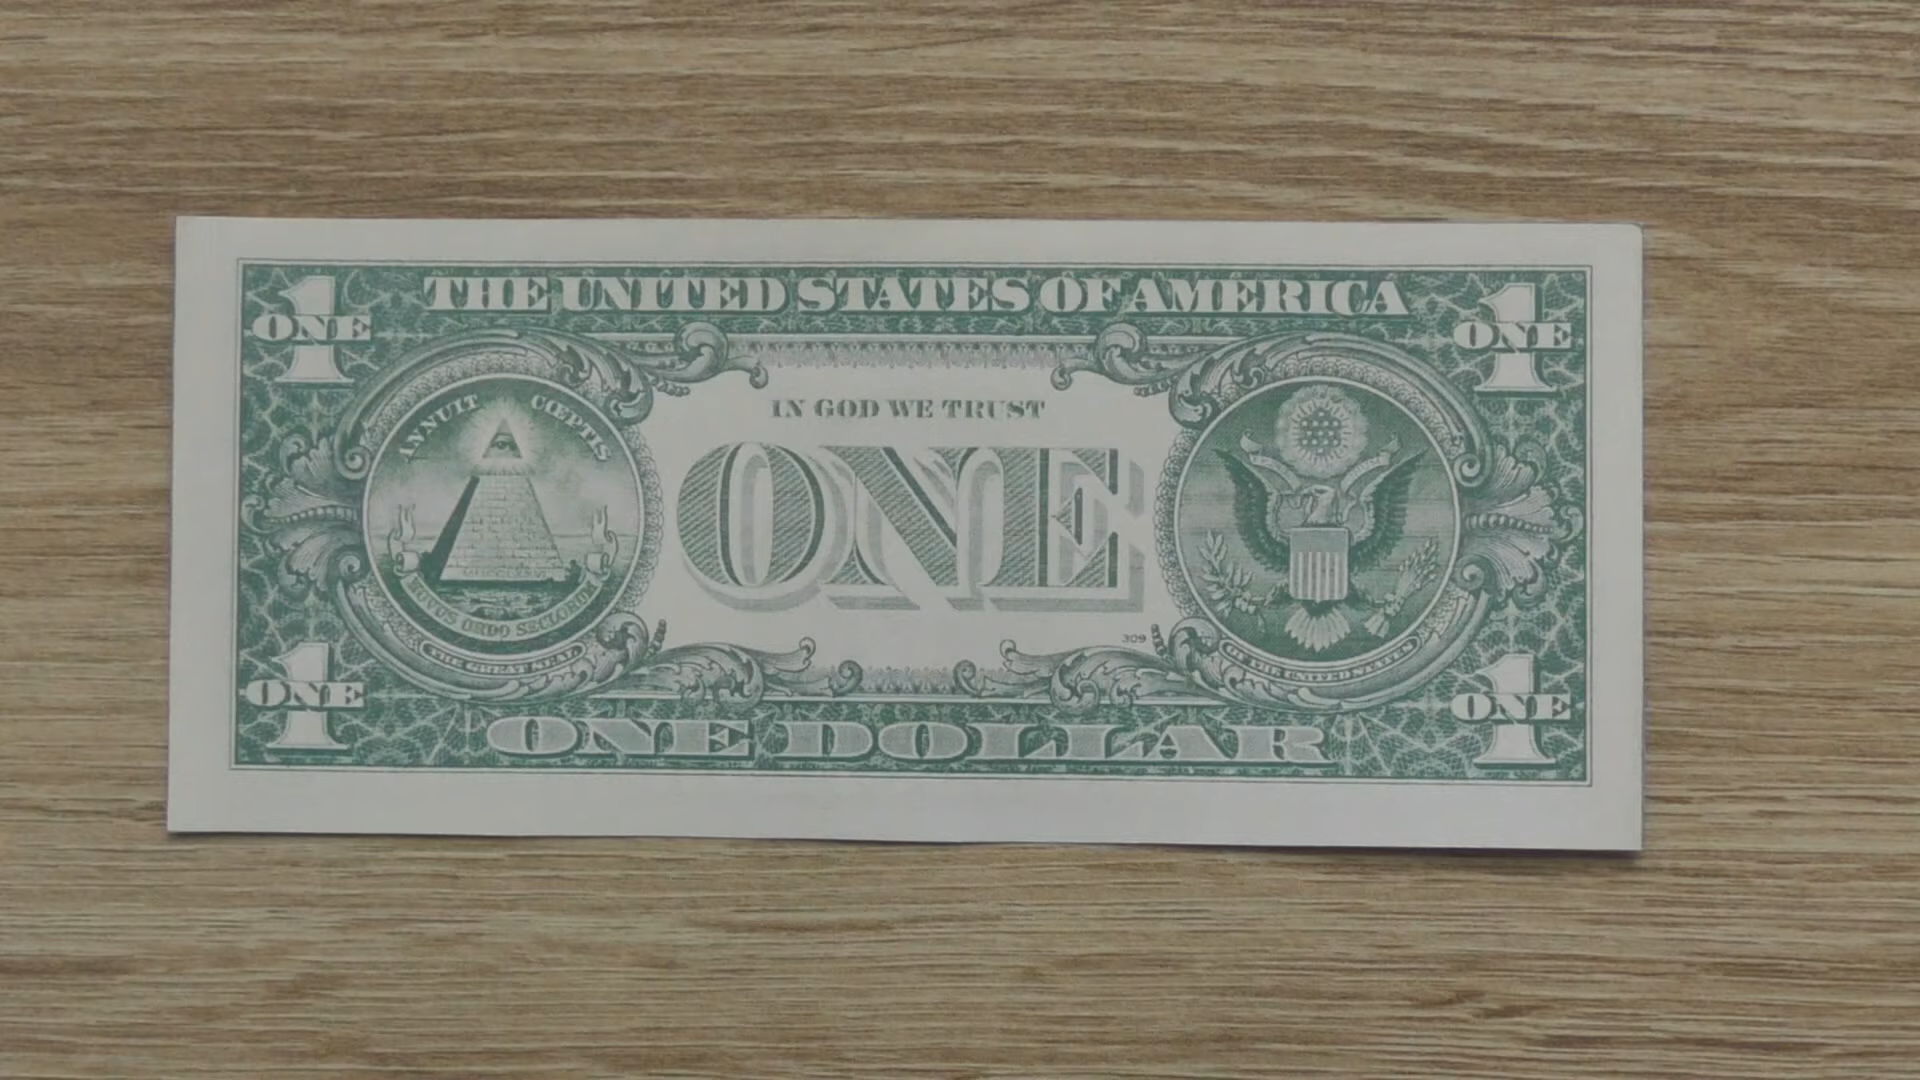 THE UNITED STATES OF AMERICA
ONE
1
ONE
1
ANNUIT CŒPTIS
IN GOD WE TRUST
ONE
NOVUS ORDO SECLORUM
THE GREAT SEAL
309
OF THE UNITED STATES
ONE
1
ONE DOLLAR
ONE
1